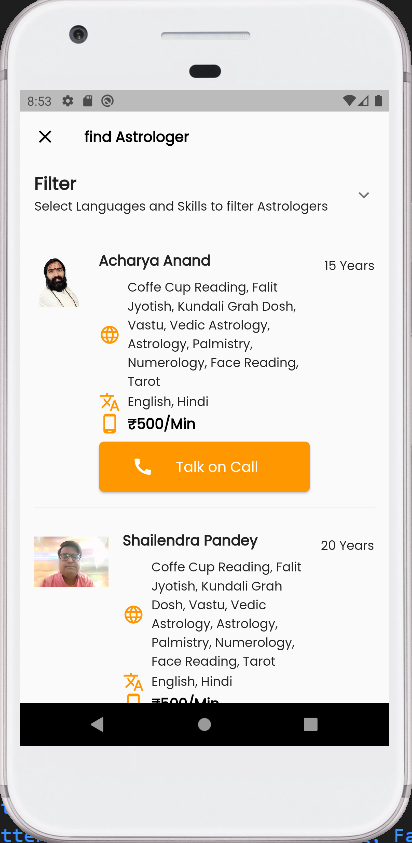 8:53
find Astrologer
Filter
Select Languages and Skills to filter Astrologers
Acharya Anand
15 Years
Coffe Cup Reading, Falit
Jyotish, Kundali Grah Dosh,
Vastu, Vedic Astrology,
Astrology, Palmistry,
Numerology, Face Reading,
Tarot
English, Hindi
₹500/Min
Talk on Call
Shailendra Pandey
20 Years
Coffe Cup Reading, Falit
Jyotish, Kundali Grah
Dosh, Vastu, Vedic
Astrology, Astrology,
Palmistry, Numerology,
Face Reading, Tarot
English, Hindi
₹500/Min